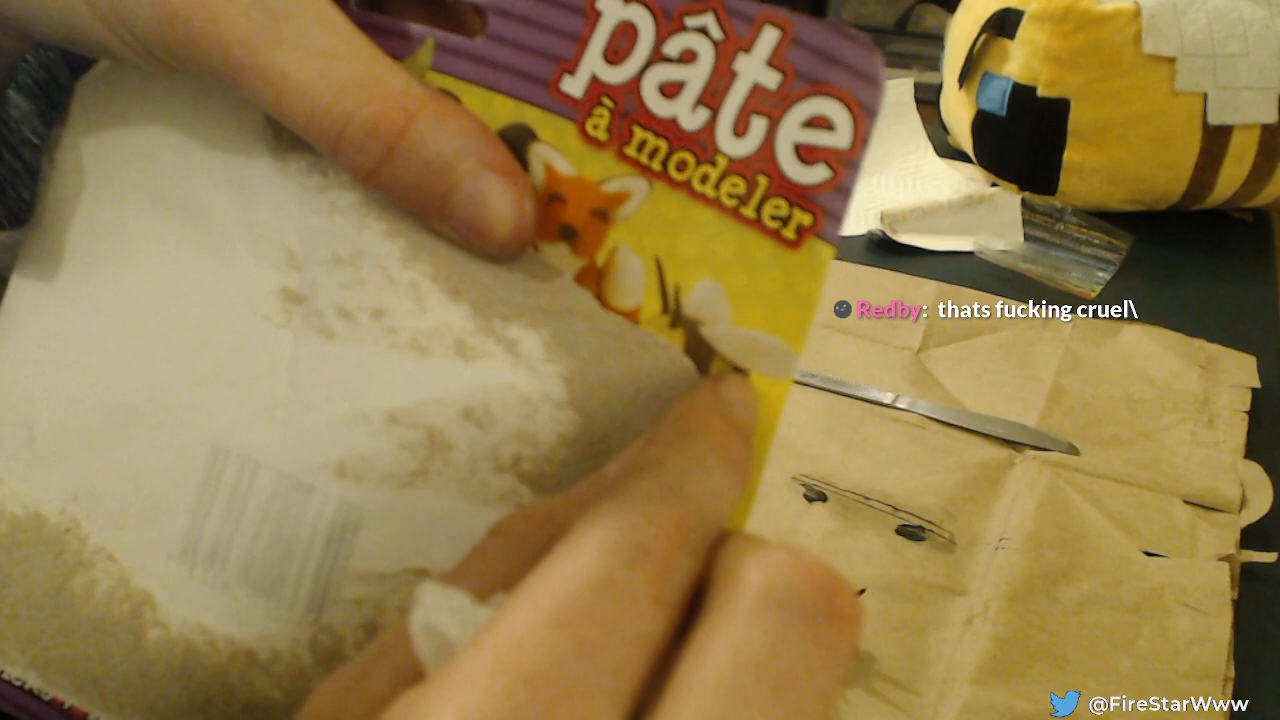 pâte
à modeler
Redby: thats fucking cruel\
@FireStarWww